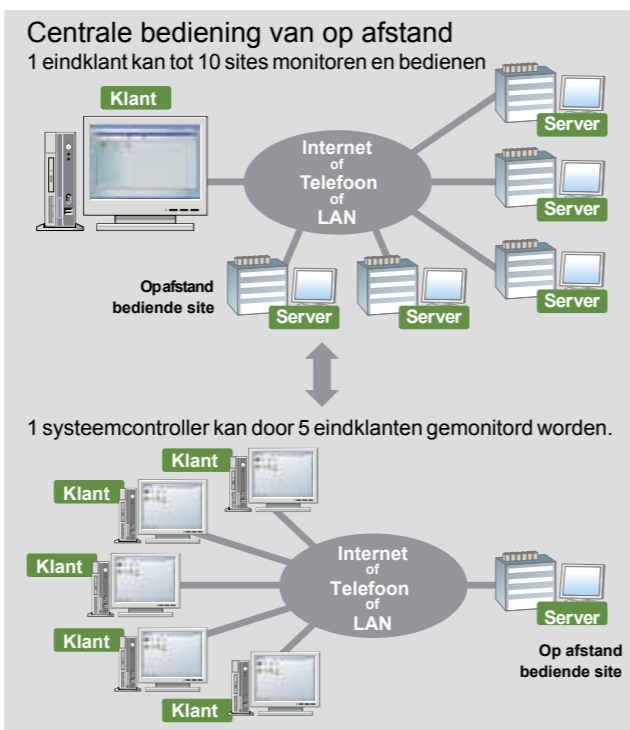 Centrale bediening van op afstand
1 eindklant kan tot 10 sites monitoren en bedienen
Klant
Server
Internet
of
Telefoon
of
LAN
Server
Server
Op afstand
bediende site
Server
Server
1 systeemcontroller kan door 5 eindklanten gemonitord worden.
Klant
Klant
Klant
Klant
Klant
Internet
of
Telefoon
of
LAN
Server
Op afstand
bediende site